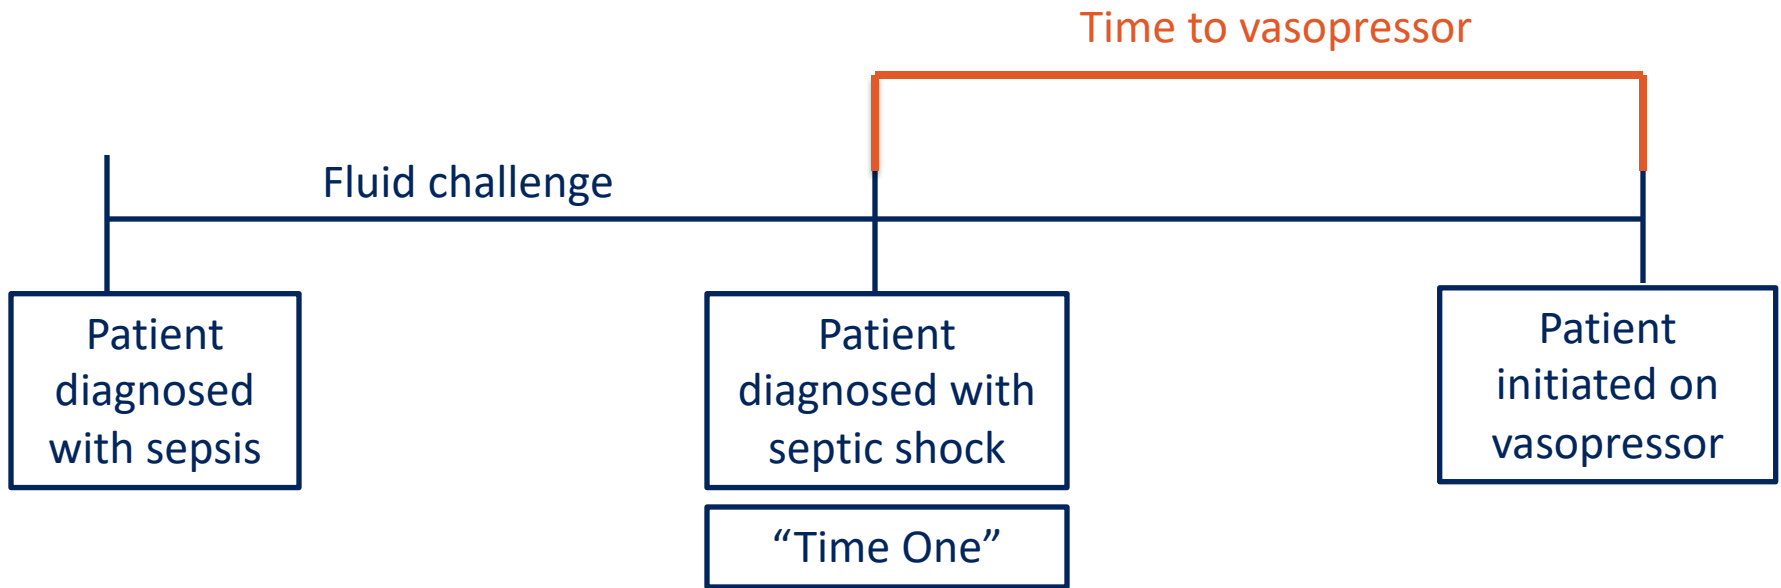 Time to vasopressor
Fluid challenge
Patient
diagnosed
with sepsis
Patient
diagnosed with
septic shock
“Time One”
Patient
initiated on
vasopressor